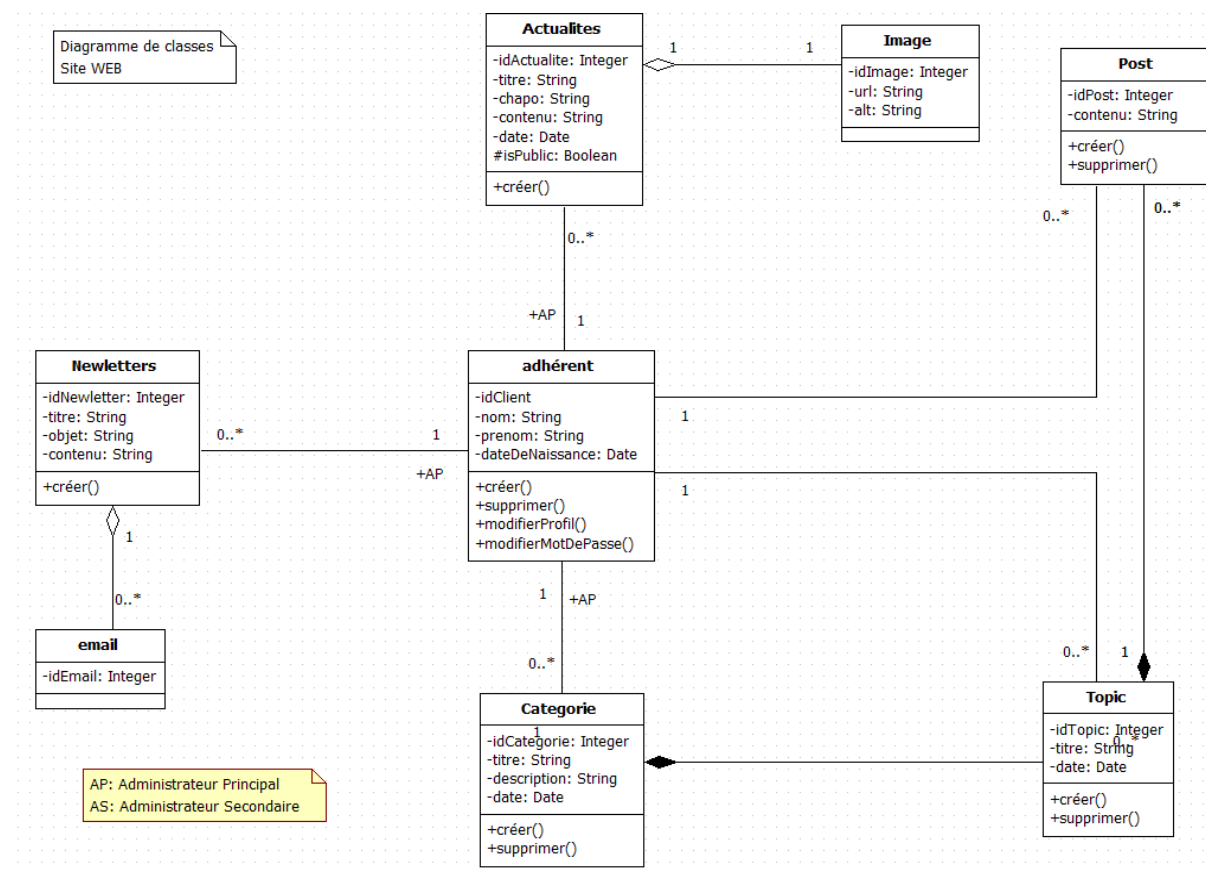 Diagramme de classes
Site WEB
Actualites
-idActualite: Integer
-titre: String
-chapo: String
-contenu: String
-date: Date
#isPublic: Boolean
+créer()
1
1
Image
-idImage: Integer
-url: String
-alt: String
Post
-idPost: Integer
-contenu: String
+créer()
+supprimer()
0..*
0..*
0..*
+AP
1
Newletters
-idNewletter: Integer
-titre: String
-objet: String
-contenu: String
+créer()
0..*
1
+AP
adhérent
-idClient
-nom: String
-prenom: String
-dateDeNaissance: Date
+créer()
+supprimer()
+modifierProfil()
+modifierMotDePasse()
1
1
1
0..*
email
-idEmail: Integer
1
+AP
0..*
0..*
1
Categorie
1
-idCategorie: Integer
-titre: String
-description: String
-date: Date
+créer()
+supprimer()
Topic
-idTopic: Integer
0..*
-titre: String
-date: Date
+créer()
+supprimer()
AP: Administrateur Principal
AS: Administrateur Secondaire